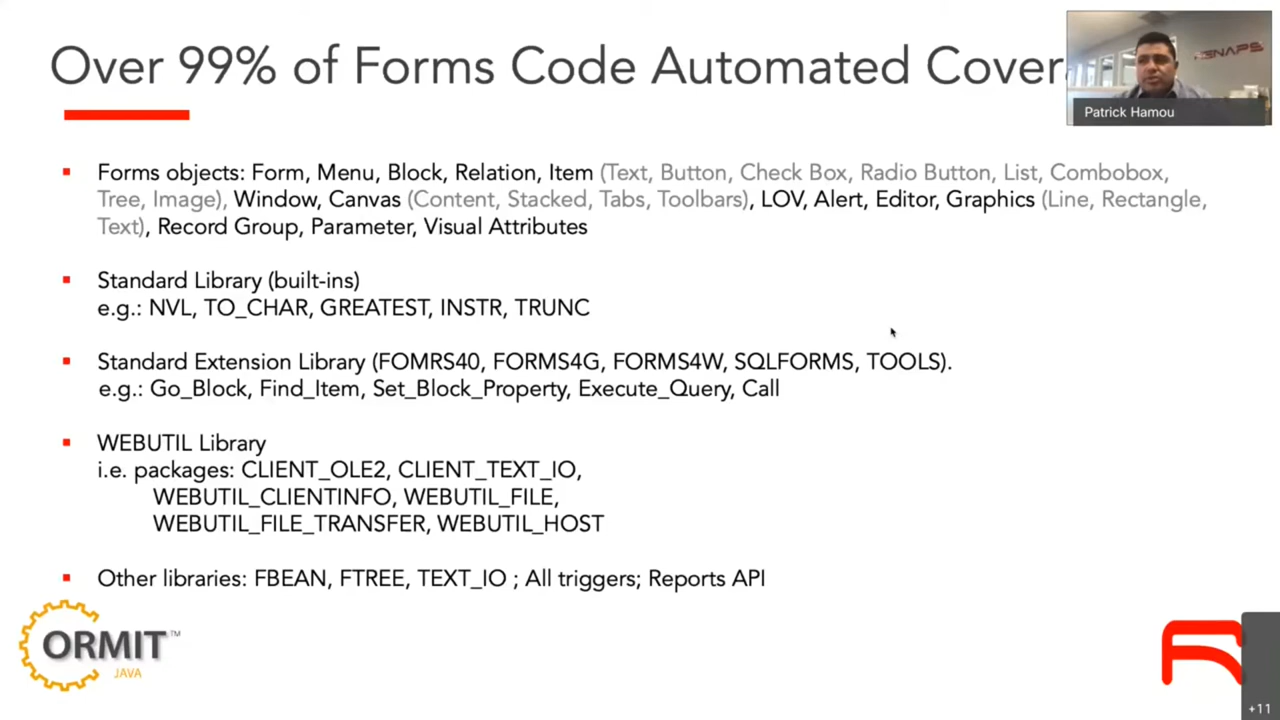 Over 99% of Forms Code Automated Cover
Patrick Hamou
Forms objects: Form, Menu, Block, Relation, Item (Text, Button, Check Box, Radio Button, List, Combobox,
Tree, Image), Window, Canvas (Content, Stacked, Tabs, Toolbars), LOV, Alert, Editor, Graphics (Line, Rectangle,
Text), Record Group, Parameter, Visual Attributes
Standard Library (built-ins)
e.g.: NVL, TO_CHAR, GREATEST, INSTR, TRUNC
Standard Extension Library (FOMRS40, FORMS4G, FORMS4W, SQLFORMS, TOOLS).
e.g.: Go_Block, Find_Item, Set_Block_Property, Execute_Query, Call
WEBUTIL Library
i.e. packages: CLIENT_OLE2, CLIENT_TEXT_IO,
WEBUTIL_CLIENTINFO, WEBUTIL_FILE,
WEBUTIL_FILE_TRANSFER, WEBUTIL_HOST
Other libraries: FBEAN, FTREE, TEXT_IO ; All triggers; Reports API
ORMIT™
JAVA
+11